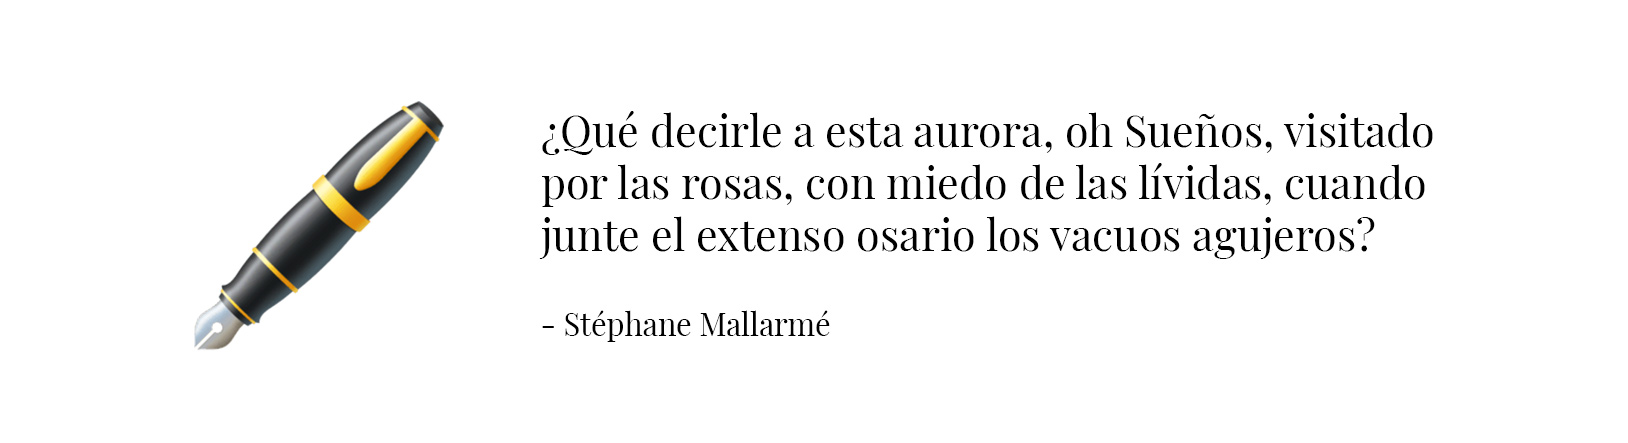 ¿Qué decirle a esta aurora, oh Sueños, visitado
por las rosas, con miedo de las lívidas, cuando
junte el extenso osario los vacuos agujeros?
- Stéphane Mallarmé